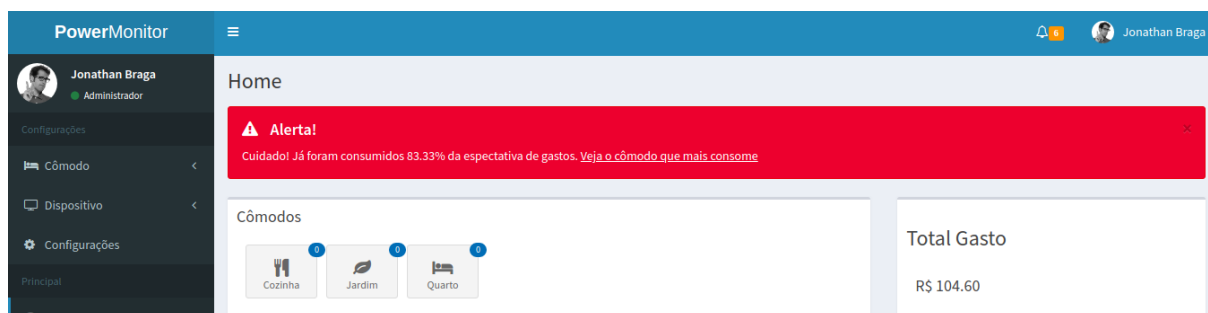 PowerMonitor
6
Jonathan Braga
Jonathan Braga
Administrador
Configurações
Cômodo
Dispositivo
Configurações
Principal
Home
Alerta!
×
Cuidado! Já foram consumidos 83.33% da espectativa de gastos. Veja o cômodo que mais consome
Cômodos
0
0
0
Cozinha
Jardim
Quarto
Total Gasto
R$ 104.60